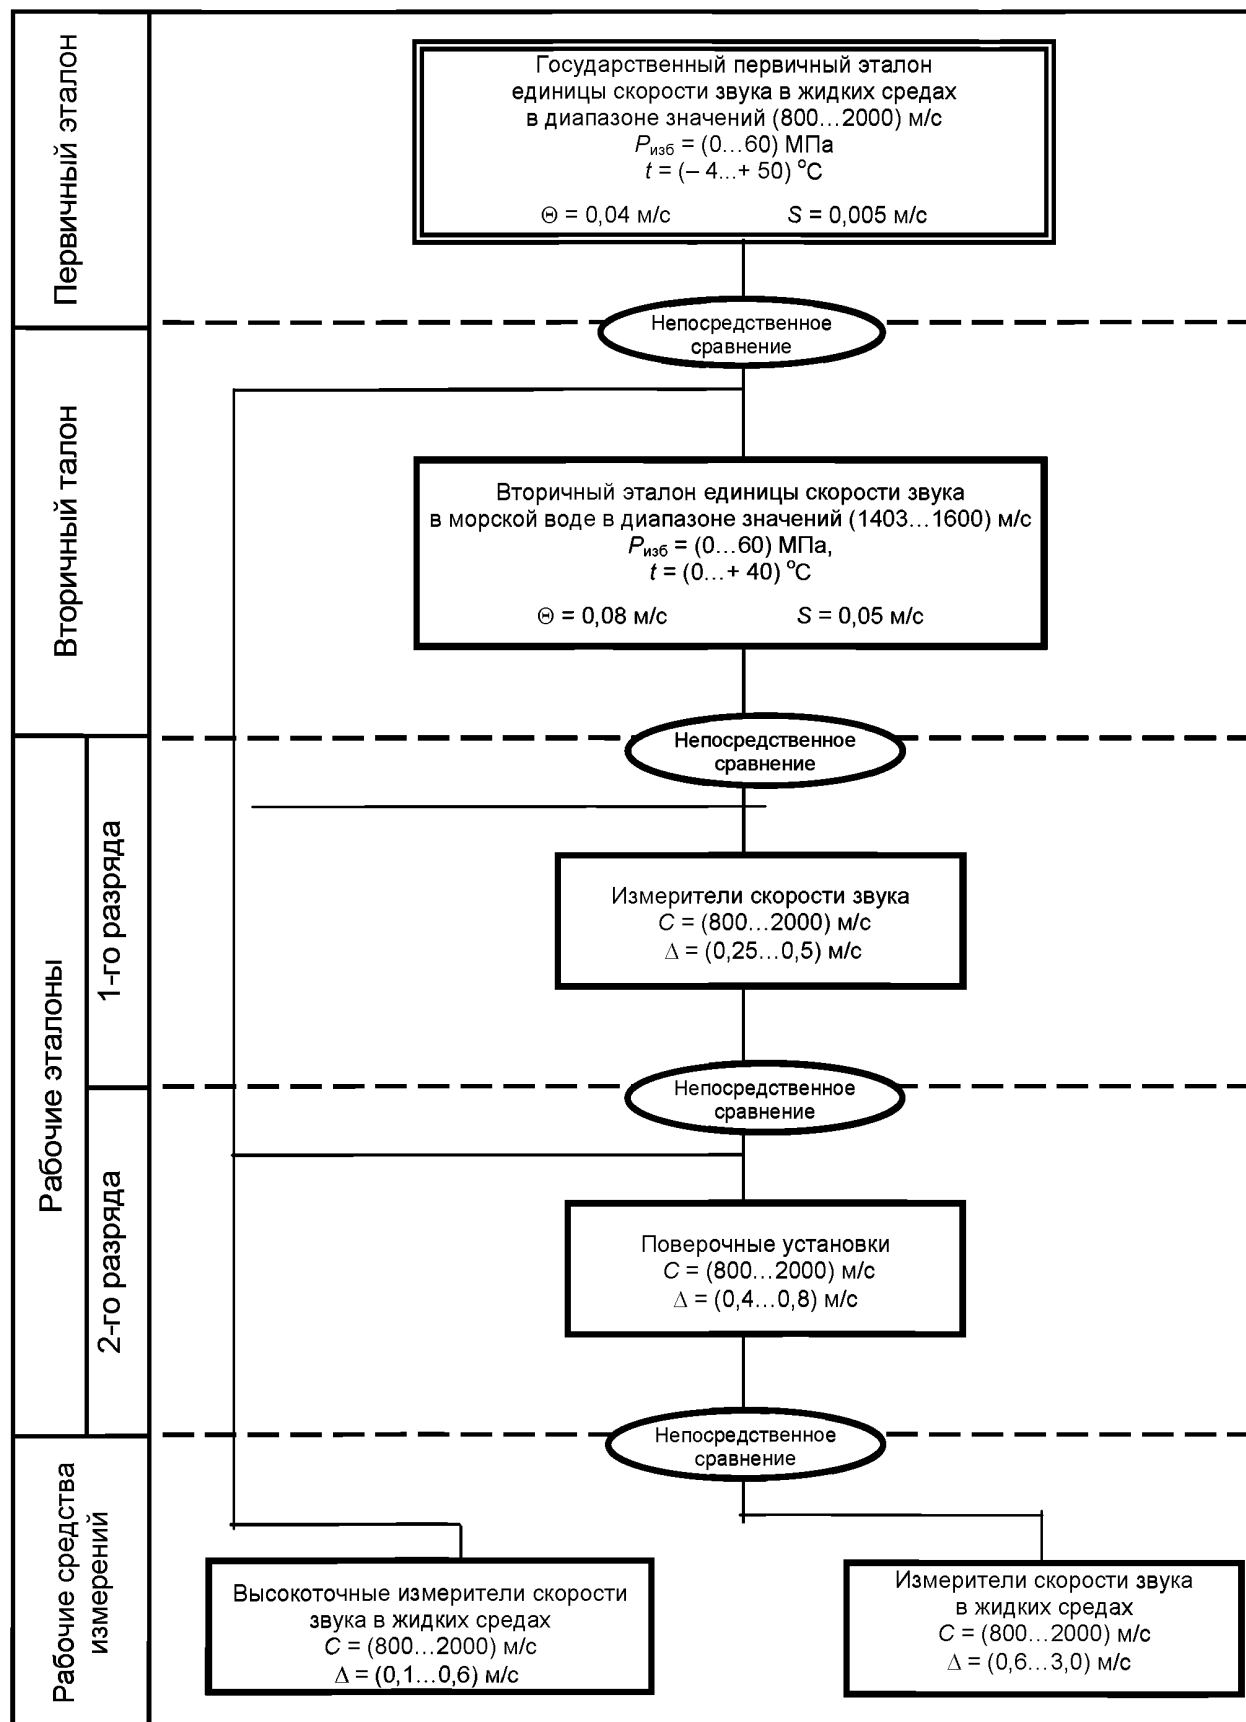 Первичный эталон
Государственный первичный эталон
единицы скорости звука в жидких средах
в диапазоне значений (800...2000) м/с
Pизб = (0...60) МПа
t = (– 4...+ 50) °С
Θ = 0,04 м/с S = 0,005 м/с
Непосредственное
сравнение
Вторичный талон
Вторичный эталон единицы скорости звука
в морской воде в диапазоне значений (1403...1600) м/с
Pизб = (0...60) МПа,
t = (0...+ 40) °С
Θ = 0,08 м/с S = 0,05 м/с
Непосредственное
сравнение
Рабочие эталоны
1-го разряда
Измерители скорости звука
C = (800...2000) м/с
Δ = (0,25...0,5) м/с
Непосредственное
сравнение
2-го разряда
Поверочные установки
C = (800...2000) м/с
Δ = (0,4...0,8) м/с
Непосредственное
сравнение
Рабочие средства
измерений
Высокоточные измерители скорости
звука в жидких средах
C = (800...2000) м/с
Δ = (0,1...0,6) м/с
Измерители скорости звука
в жидких средах
C = (800...2000) м/с
Δ = (0,6...3,0) м/с